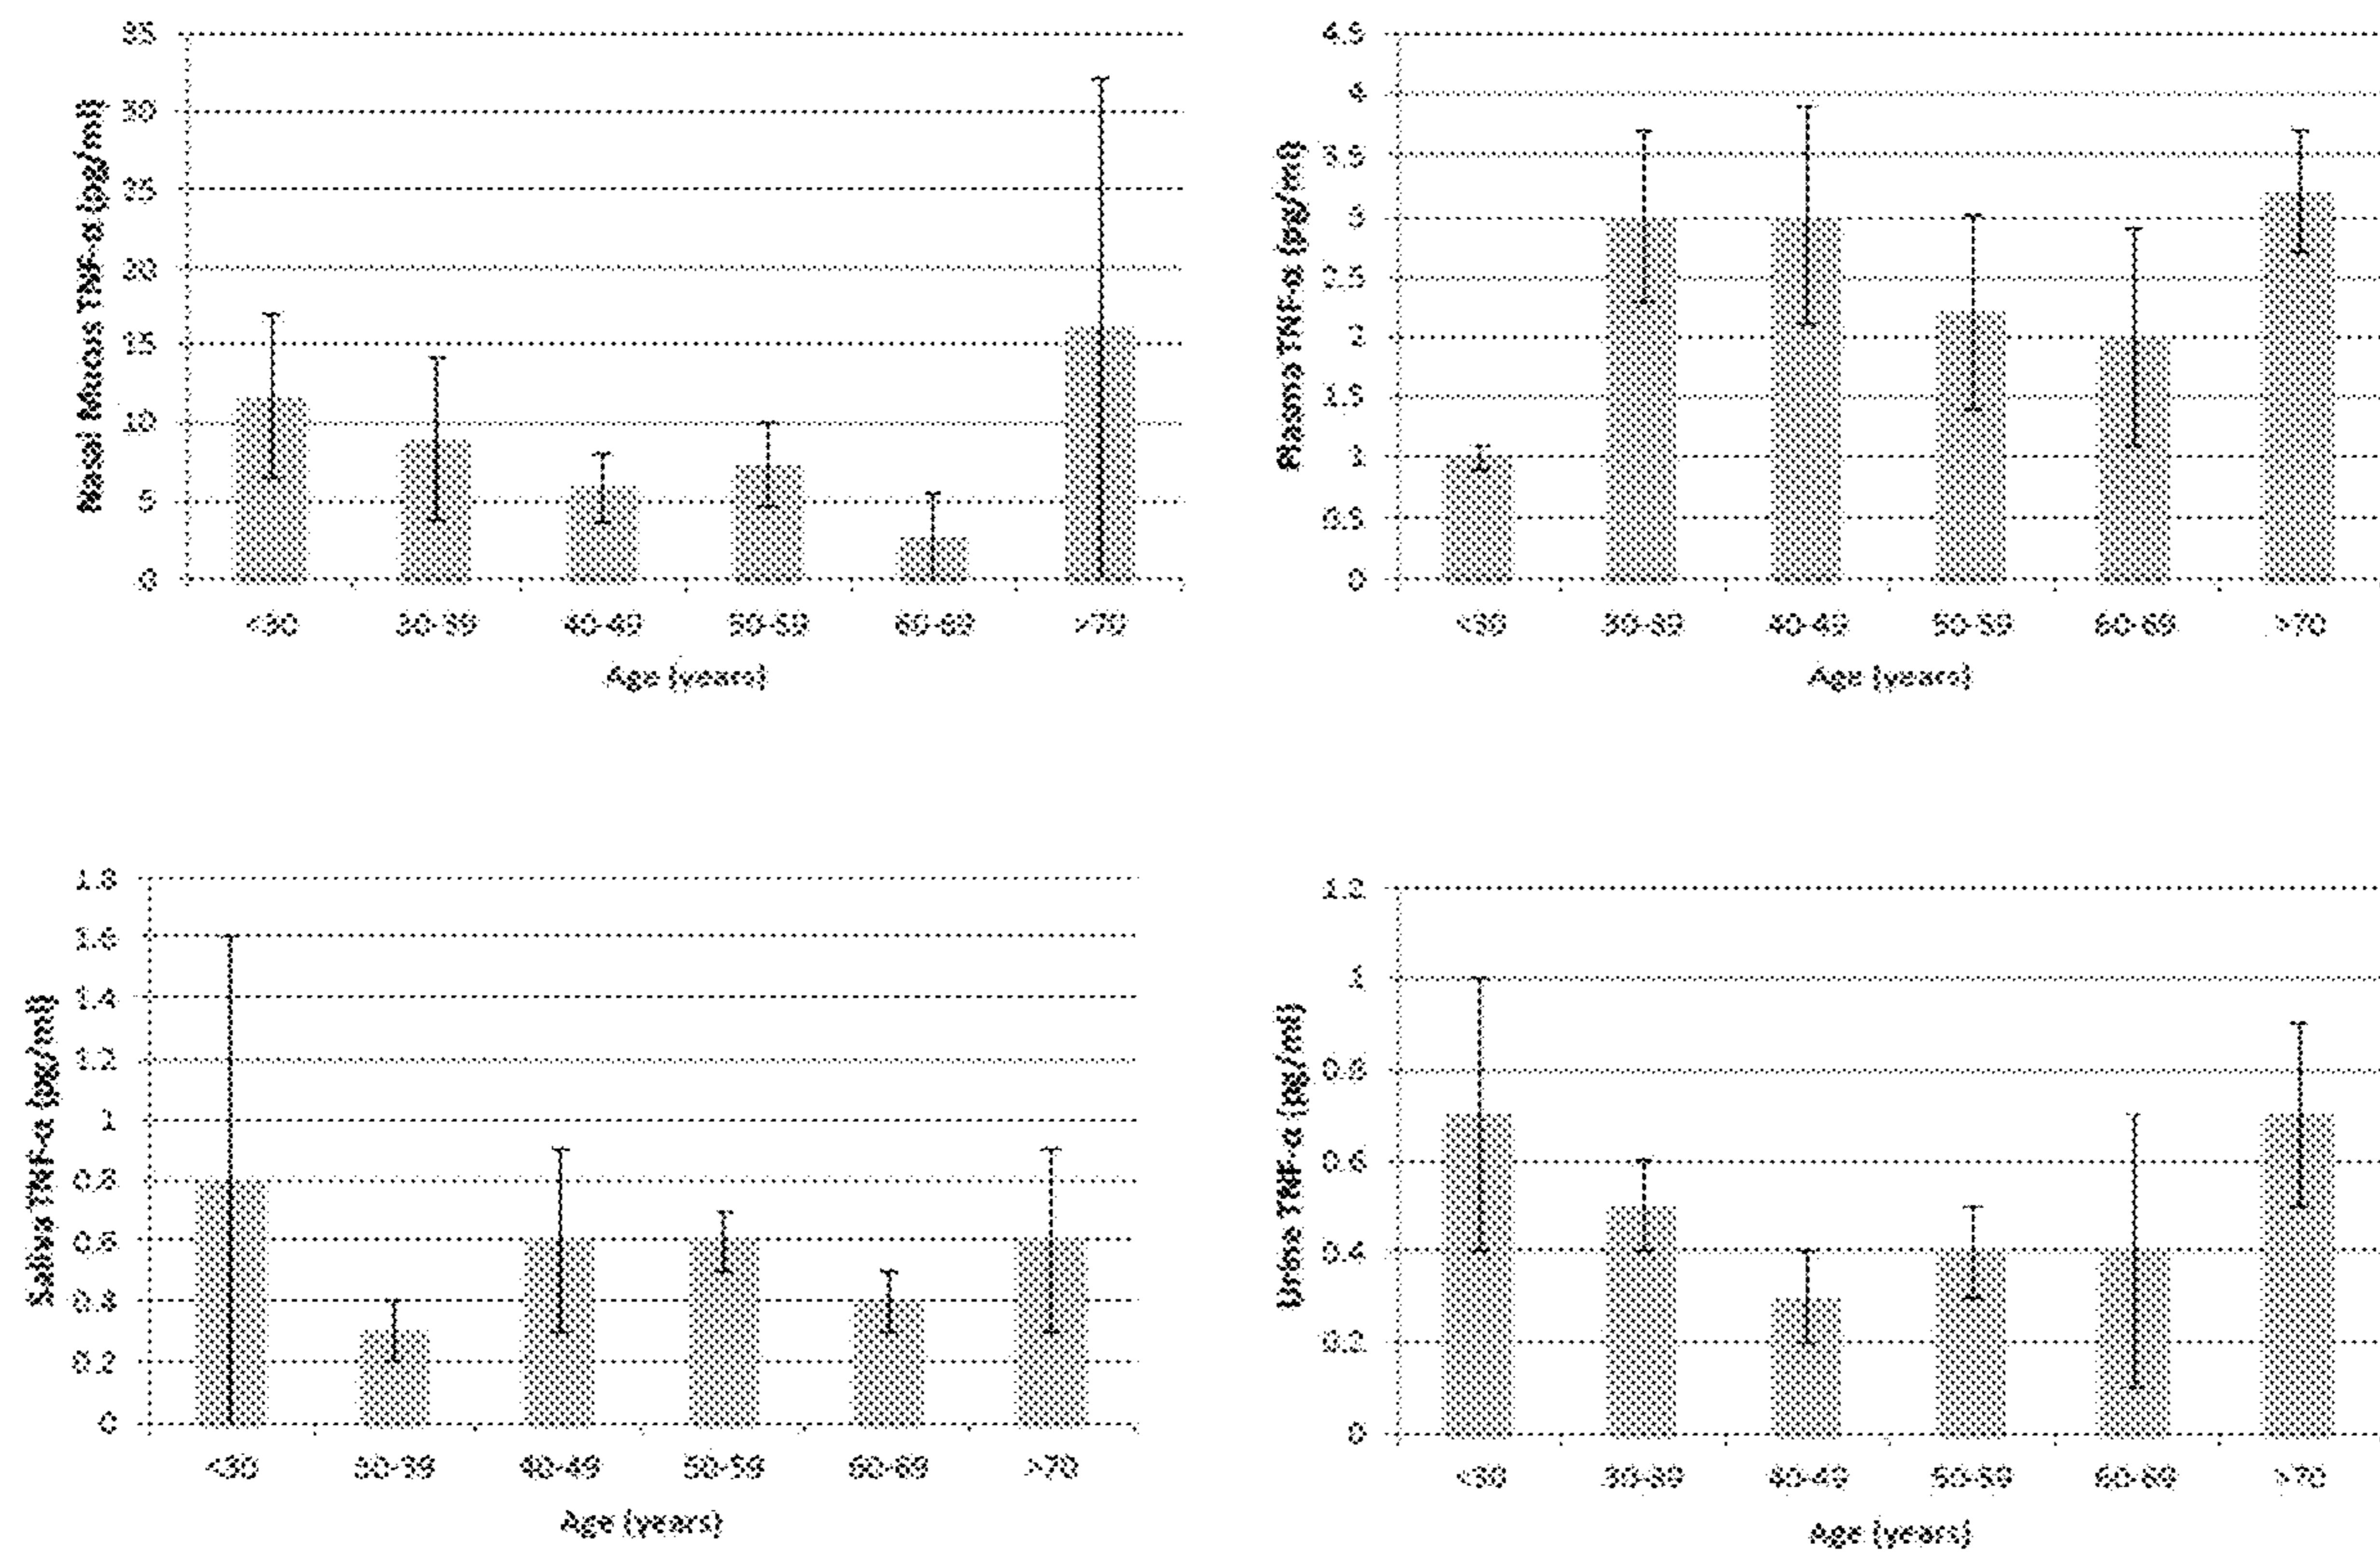 Nasal Mucus TNF-α (pg/ml)
35
30
25
20
15
10
5
0
<30 30-39 40-49 50-59 60-69 >70
Age (years)
Plasma TNF-α (pg/ml)
4.5
4
3.5
3
2.5
2
1.5
1
0.5
0
<30 30-39 40-49 50-59 60-69 >70
Age (years)
Saliva TNF-α (pg/ml)
1.8
1.6
1.4
1.2
1
0.8
0.6
0.4
0.2
0
<30 30-39 40-49 50-59 60-69 >70
Age (years)
Urine TNF-α (pg/ml)
1.2
1
0.8
0.6
0.4
0.2
0
<30 30-39 40-49 50-59 60-69 >70
Age (years)